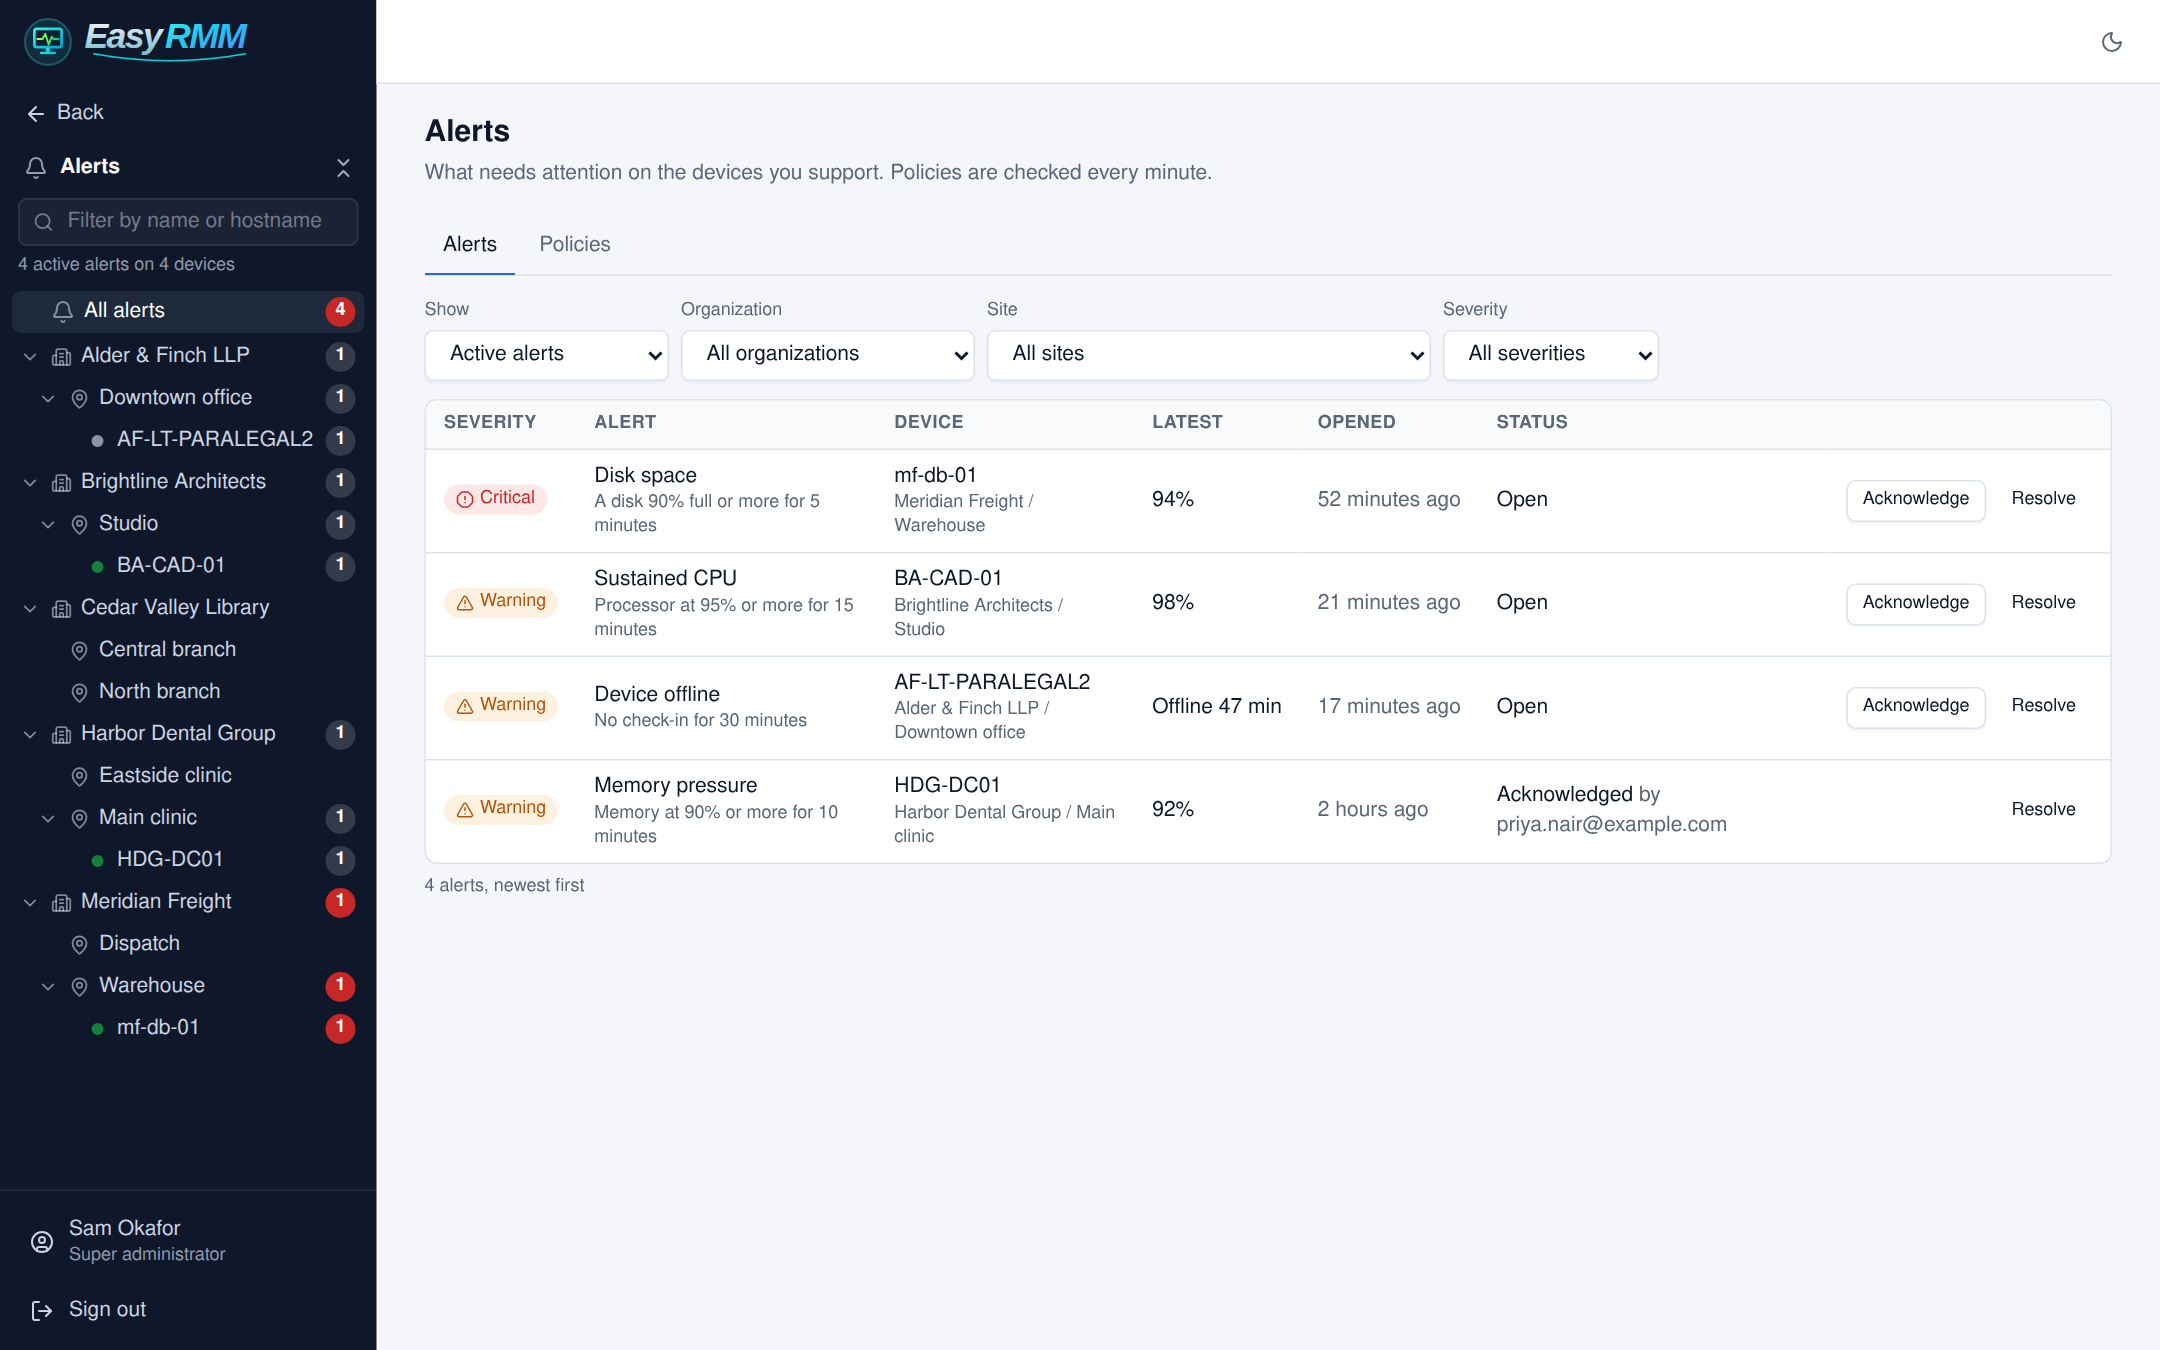 EasyRMM
Back
Alerts
Filter by name or hostname
4 active alerts on 4 devices
All alerts 4
Alder & Finch LLP 1
Downtown office 1
AF-LT-PARALEGAL2 1
Brightline Architects 1
Studio 1
BA-CAD-01 1
Cedar Valley Library
Central branch
North branch
Harbor Dental Group 1
Eastside clinic
Main clinic 1
HDG-DC01 1
Meridian Freight 1
Dispatch
Warehouse 1
mf-db-01 1
Sam Okafor
Super administrator
Sign out
Alerts
What needs attention on the devices you support. Policies are checked every minute.
Alerts Policies
Show Organization Site Severity
Active alerts All organizations All sites All severities
SEVERITY ALERT DEVICE LATEST OPENED STATUS
Critical
Disk space
A disk 90% full or more for 5
minutes
mf-db-01
Meridian Freight /
Warehouse
94%
52 minutes ago
Open
Acknowledge
Resolve
Warning
Sustained CPU
Processor at 95% or more for 15
minutes
BA-CAD-01
Brightline Architects /
Studio
98%
21 minutes ago
Open
Acknowledge
Resolve
Warning
Device offline
No check-in for 30 minutes
AF-LT-PARALEGAL2
Alder & Finch LLP /
Downtown office
Offline 47 min
17 minutes ago
Open
Acknowledge
Resolve
Warning
Memory pressure
Memory at 90% or more for 10
minutes
HDG-DC01
Harbor Dental Group / Main
clinic
92%
2 hours ago
Acknowledged by
priya.nair@example.com
Resolve
4 alerts, newest first